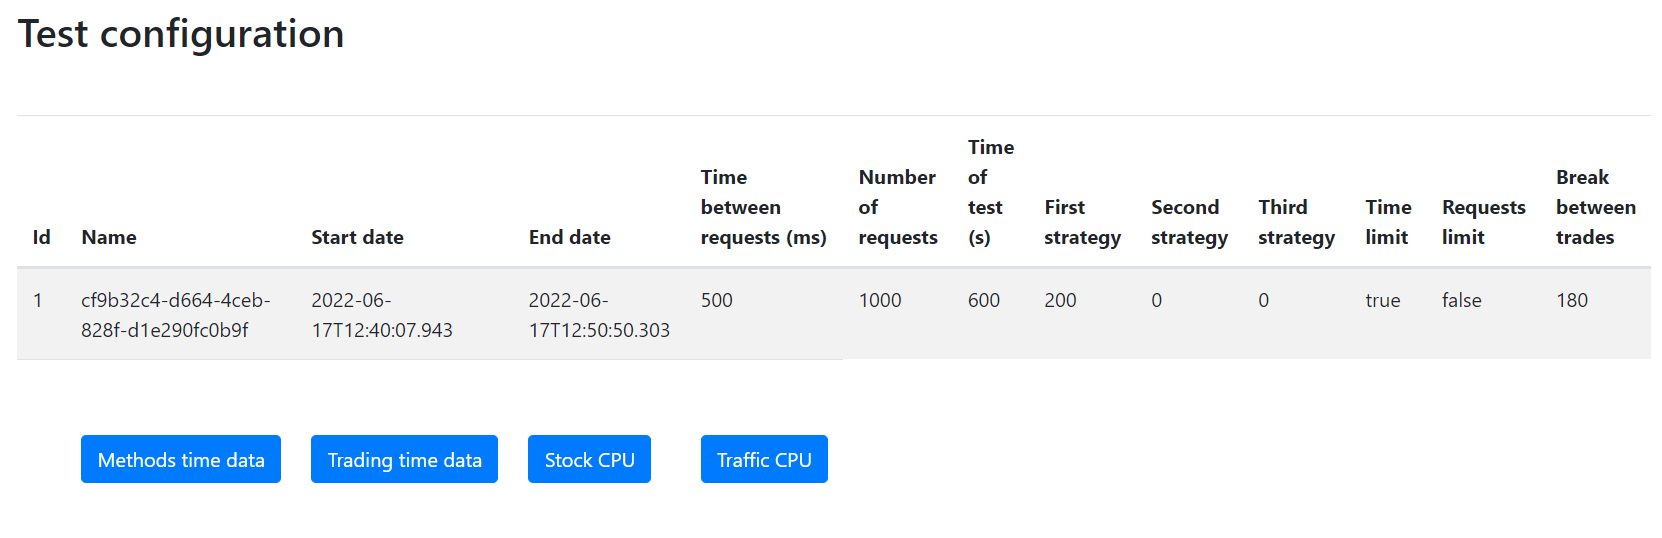 Test configuration
Id Name Start date End date Time between requests (ms) Number of requests Time of test (s) First strategy Second strategy Third strategy Time limit Requests limit Break between trades
1 cf9b32c4-d664-4ceb-828f-d1e290fc0b9f 2022-06-17T12:40:07.943 2022-06-17T12:50:50.303 500 1000 600 200 0 0 true false 180
Methods time data Trading time data Stock CPU Traffic CPU